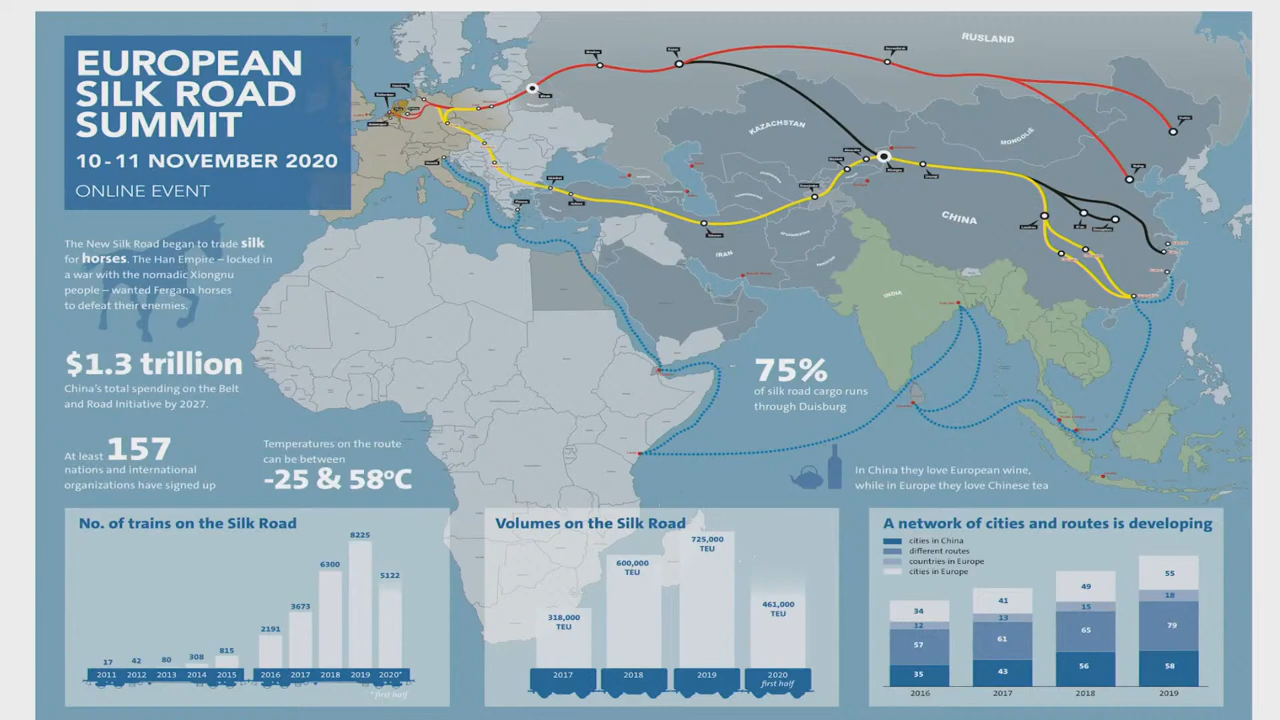 EUROPEAN
SILK ROAD
SUMMIT
10-11 NOVEMBER 2020
ONLINE EVENT
RUSLAND
KAZACHSTAN
MONGOLIE
CHINA
IRAN
INDIA
The New Silk Road began to trade silk
for horses. The Han Empire – locked in
a war with the nomadic Xiongnu
people – wanted Fergana horses
to defeat their enemies.
$1.3 trillion
China's total spending on the Belt
and Road Initiative by 2027.
At least 157
nations and international
organizations have signed up
Temperatures on the route
can be between
-25 & 58ºC
75%
of silk road cargo runs
through Duisburg
In China they love European wine,
while in Europe they love Chinese tea
No. of trains on the Silk Road
17
42
80
308
815
2191
3673
6300
8225
5122
2011
2012
2013
2014
2015
2016
2017
2018
2019
2020*
*first half
Volumes on the Silk Road
318,000
TEU
600,000
TEU
725,000
TEU
461,000
TEU
2017
2018
2019
2020
first half
A network of cities and routes is developing
cities in China
different routes
countries in Europe
cities in Europe
34
12
57
35
41
13
61
43
49
15
65
56
55
18
79
58
2016
2017
2018
2019